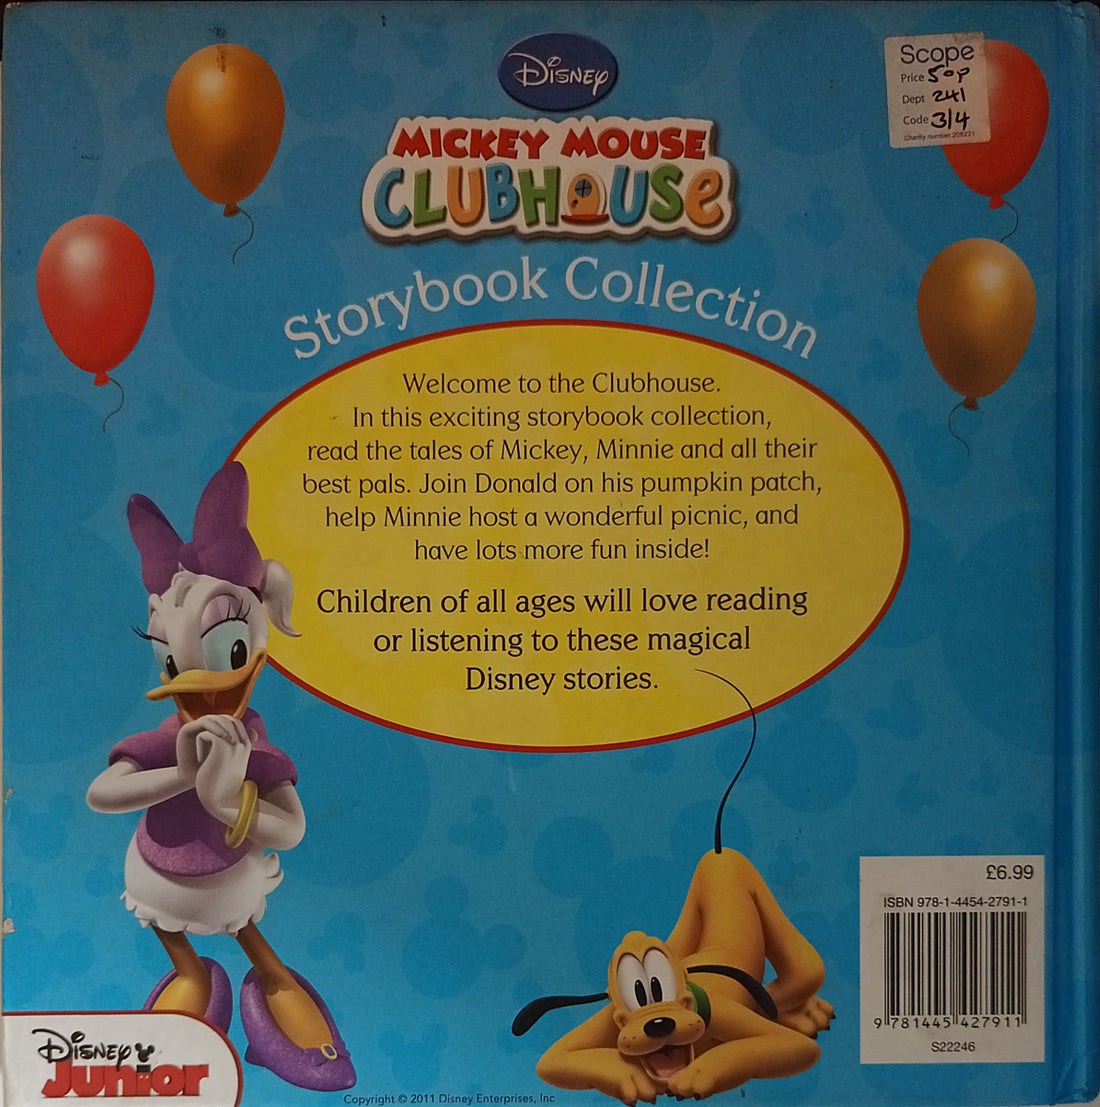 Disney
MICKEY MOUSE
CLUBHOUSE
Storybook Collection
Scope
Price 50p
Dept 241
Code 3/4
Charity number 208231
Welcome to the Clubhouse.
In this exciting storybook collection,
read the tales of Mickey, Minnie and all their
best pals. Join Donald on his pumpkin patch,
help Minnie host a wonderful picnic, and
have lots more fun inside!
Children of all ages will love reading
or listening to these magical
Disney stories.
£6.99
ISBN 978-1-4454-2791-1
9 781445 427911
S22246
Disney
Junior
Copyright © 2011 Disney Enterprises, Inc